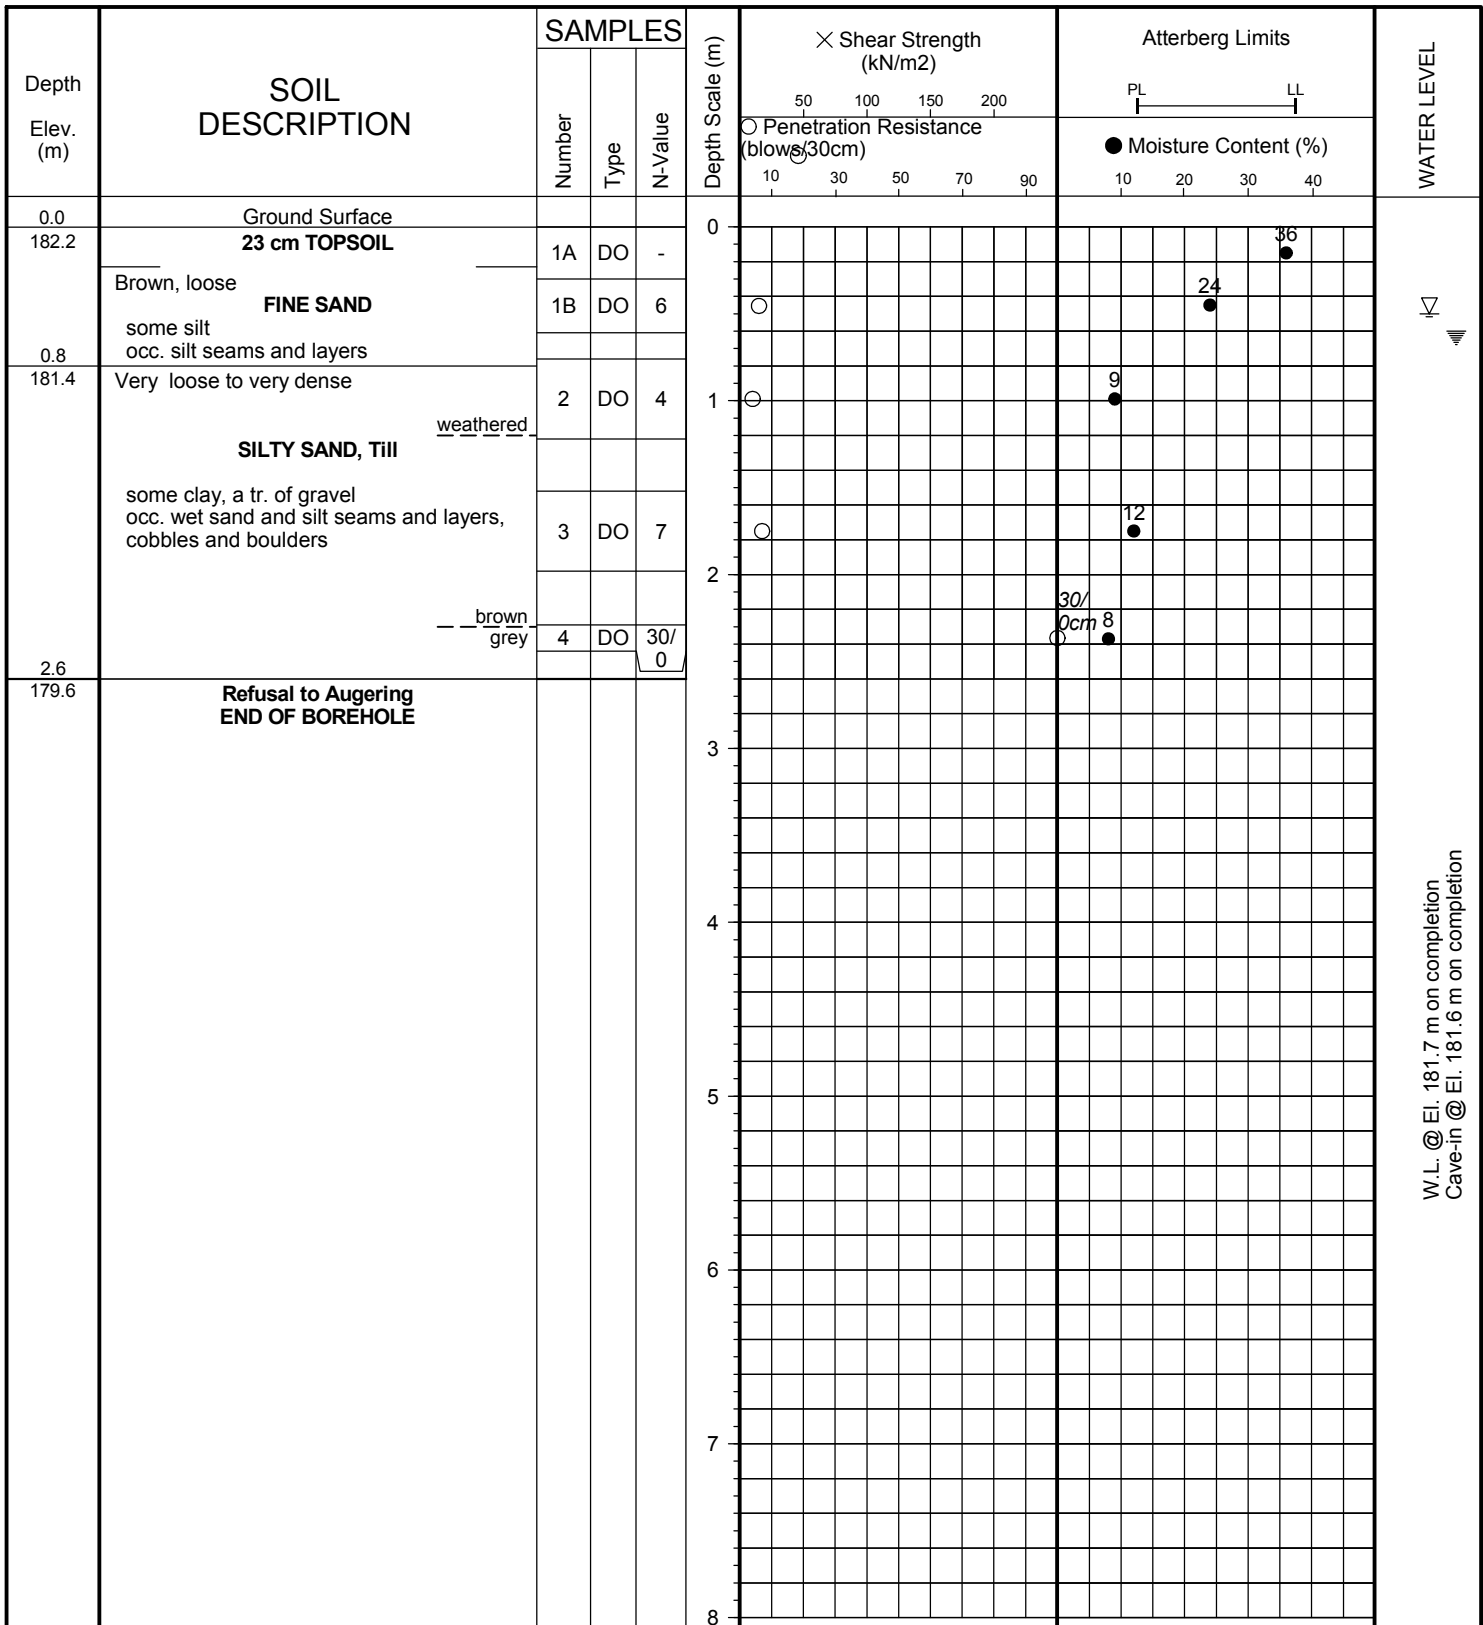 Depth
Elev.
(m)
SOIL
DESCRIPTION
SAMPLES
Number
Type
N-Value
Depth Scale (m)
Shear Strength
(kN/m2)
50 100 150 200
Penetration Resistance
(blows/30cm)
10 30 50 70 90
Atterberg Limits
PL LL
Moisture Content (%)
10 20 30 40
WATER LEVEL
0.0 Ground Surface
0
182.2 23 cm TOPSOIL
1A DO -
36
Brown, loose
FINE SAND
1B DO 6
24
some silt
occ. silt seams and layers
0.8
181.4 Very loose to very dense
2 DO 4
1
9
weathered
SILTY SAND, Till
some clay, a tr. of gravel
occ. wet sand and silt seams and layers,
cobbles and boulders
3 DO 7
12
2
brown
grey
4 DO 30/
0
30/
0cm 8
2.6
179.6 Refusal to Augering
END OF BOREHOLE
3
4
5
6
7
8
W.L. @ El. 181.7 m on completion
Cave-in @ El. 181.6 m on completion